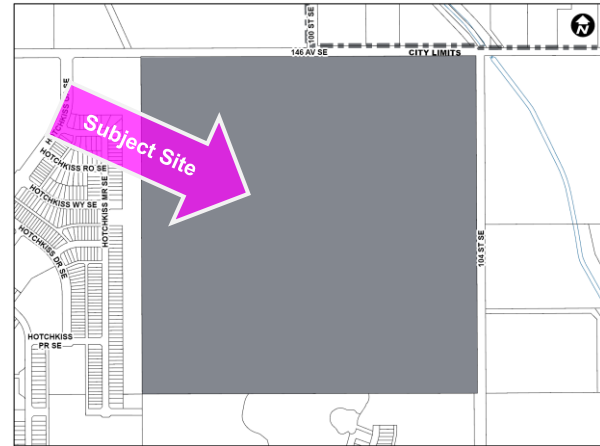 100 ST SE
N
146 AV SE
CITY LIMITS
Subject Site
HOTCHKISS RO SE
HOTCHKISS MR SE
HOTCHKISS WY SE
HOTCHKISS DR SE
104 ST SE
HOTCHKISS
PR SE